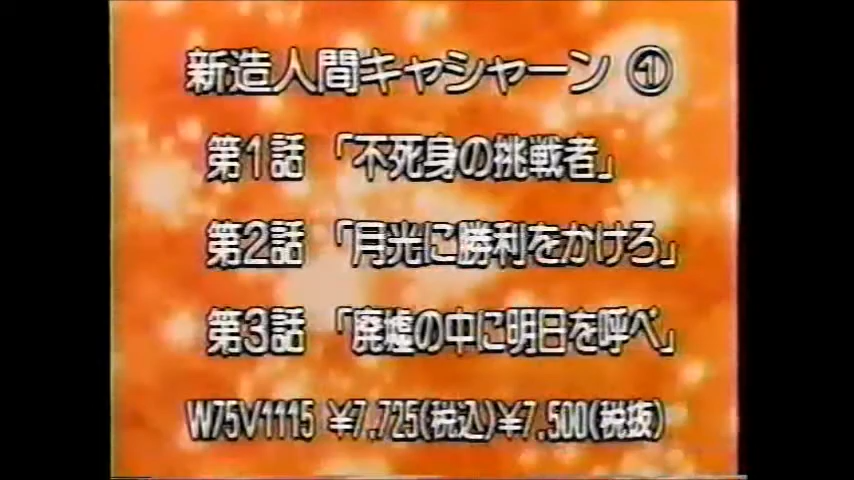 新造人間キャシャーン ①
第1話 「不死身の挑戦者」
第2話 「月光に勝利をかけろ」
第3話 「廃墟の中に明日を呼べ」
W75V1115 ¥7,725(税込)¥7,500(税抜)